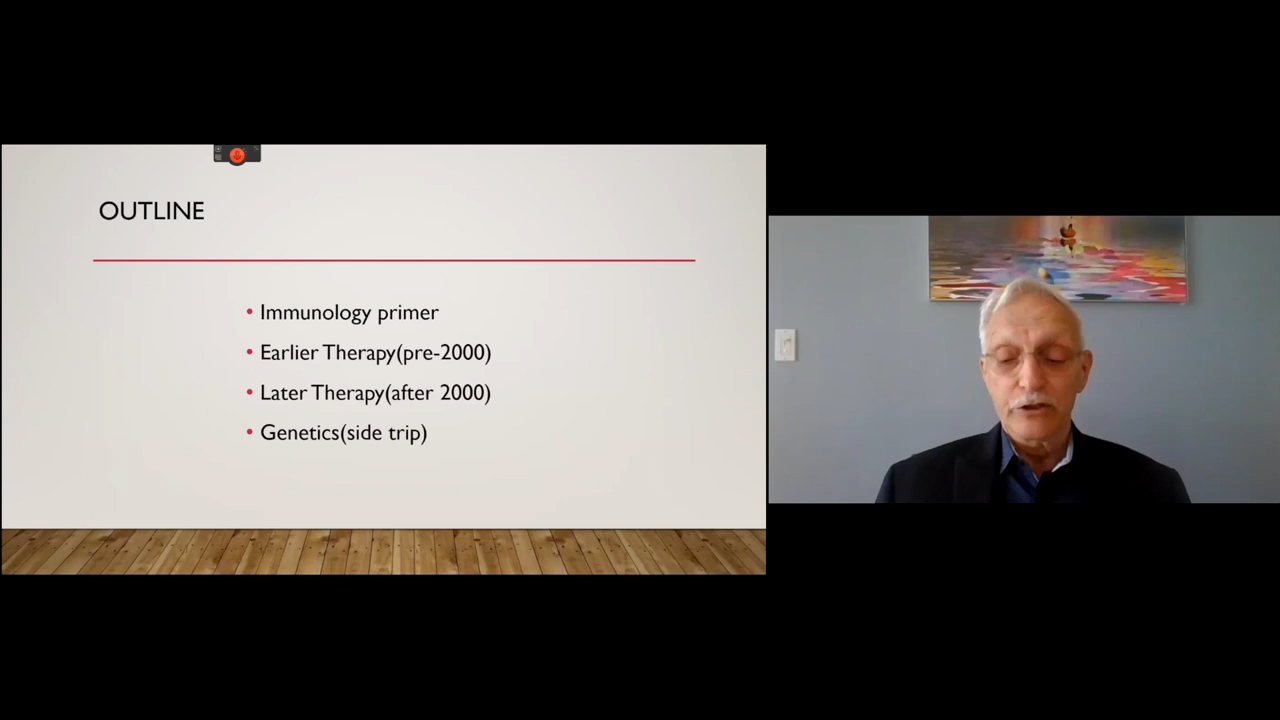 OUTLINE
• Immunology primer
• Earlier Therapy(pre-2000)
• Later Therapy(after 2000)
• Genetics(side trip)